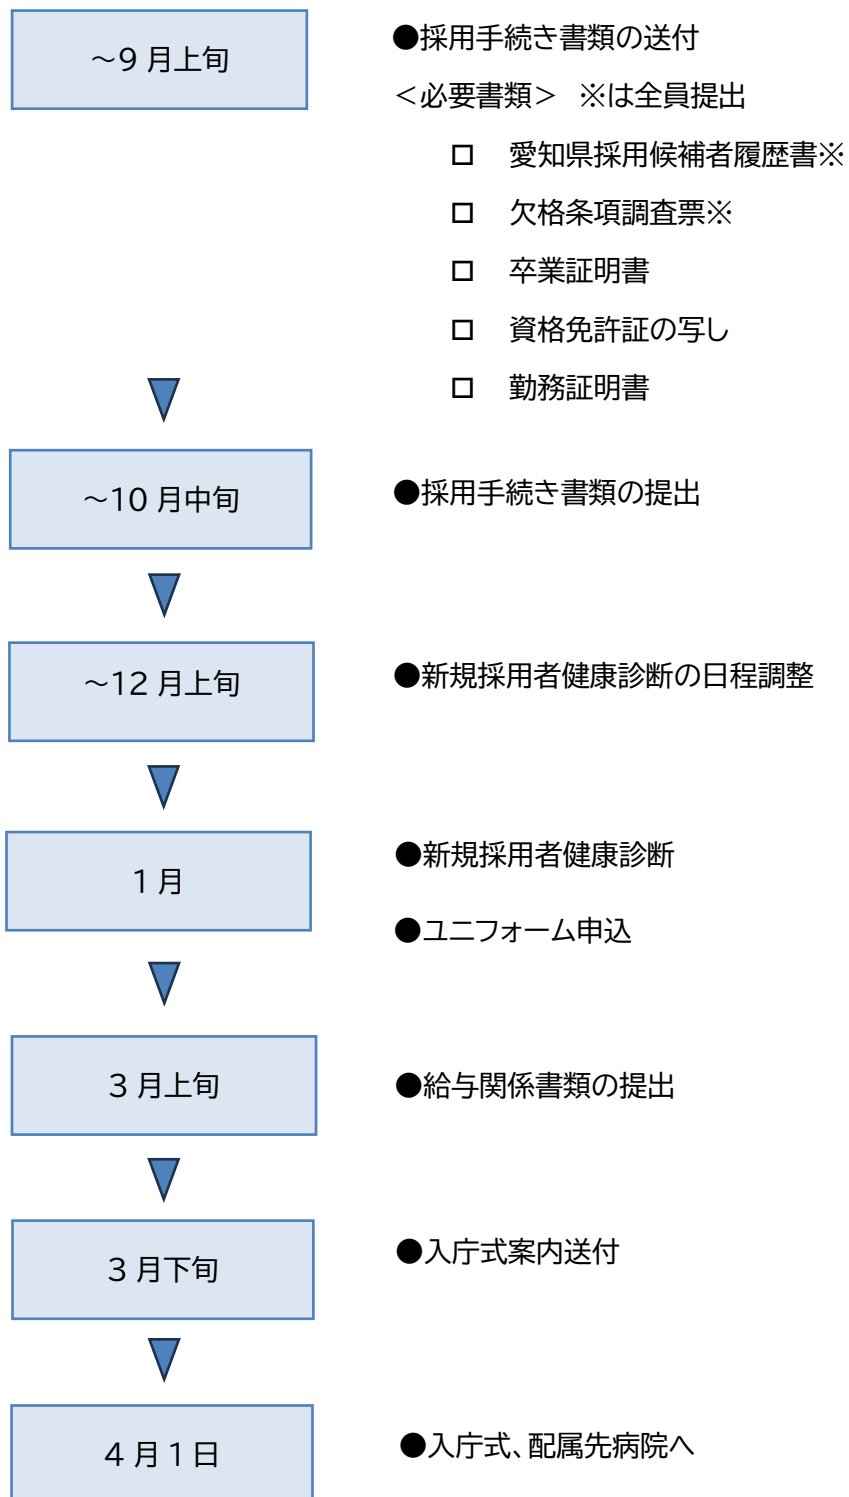 ～9月上旬
●採用手続き書類の送付
＜必要書類＞　※は全員提出
□　愛知県採用候補者履歴書※
□　欠格条項調査票※
□　卒業証明書
□　資格免許証の写し
□　勤務証明書
～10月中旬
●採用手続き書類の提出
～12月上旬
●新規採用者健康診断の日程調整
1月
●新規採用者健康診断
●ユニフォーム申込
3月上旬
●給与関係書類の提出
3月下旬
●入庁式案内送付
4月1日
●入庁式、配属先病院へ